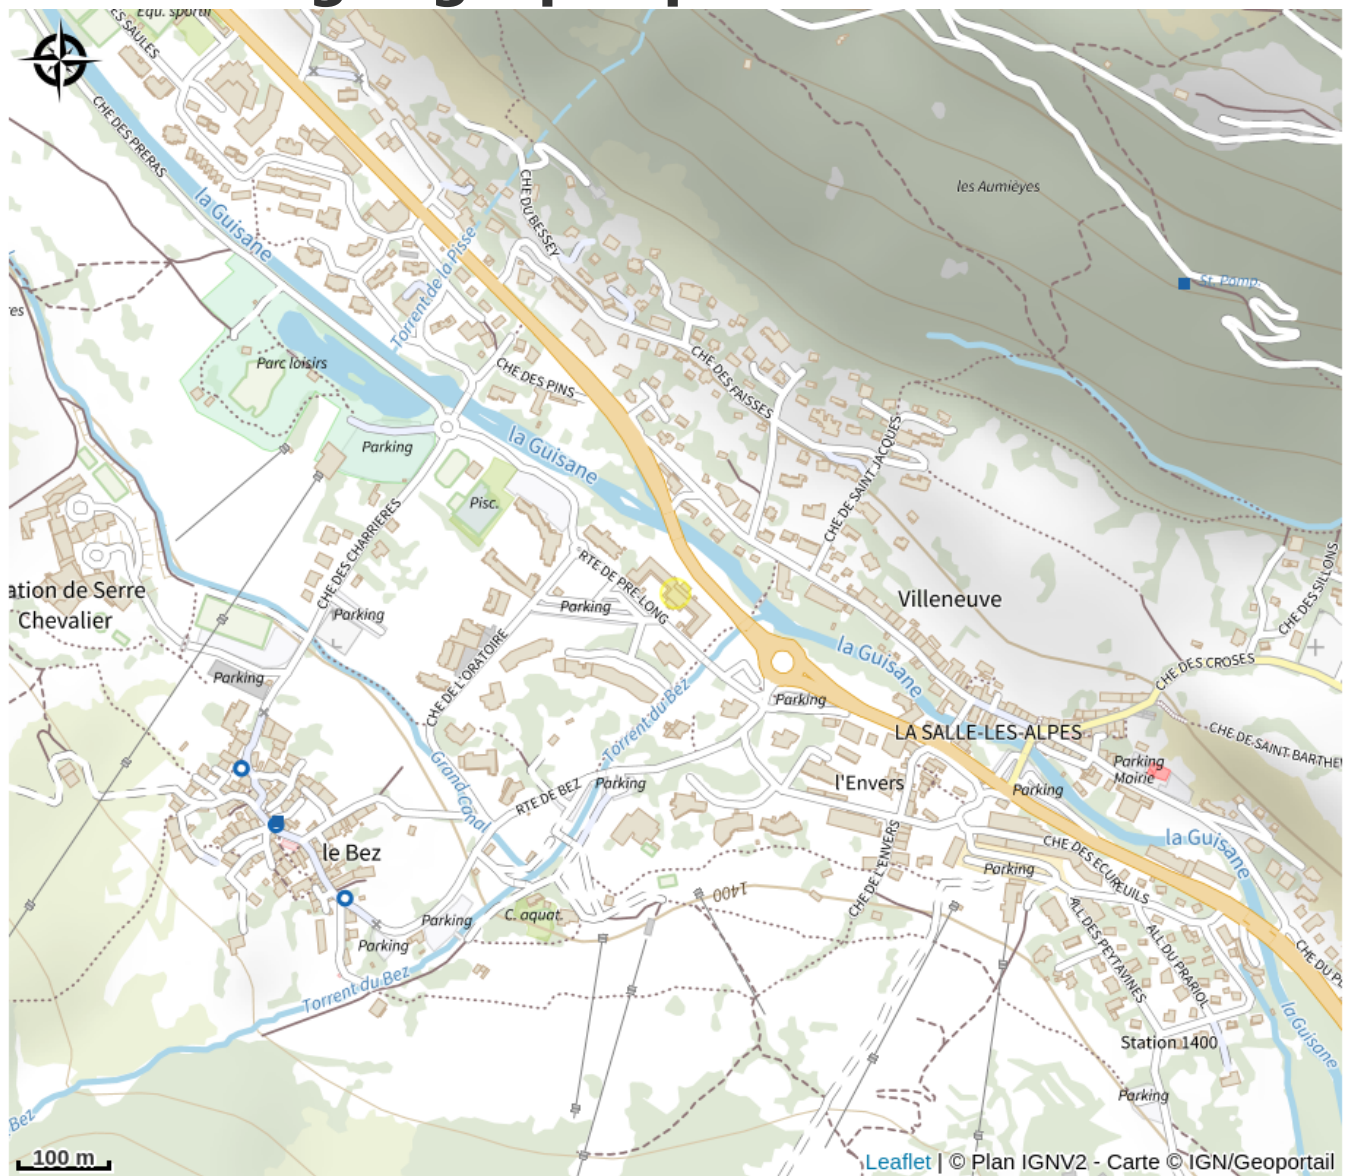 Equ. sportif
ES SAULES
CHE DES PRERAS
la Guisane
Torrent de la Pisse
CHE DU BESSEY
les Aumièyes
St. Pomp.
res
Parc loisirs
CHE DES PINS
CHE DES FAISSES
Parking
la Guisane
CHE DE SAINT JACQUES
Pisc.
CHE DES CHARRIERES
RTE DE PRE-LONG
ation de Serre
Chevalier
Parking
Parking
Villeneuve
CHE DES SILLONS
la Guisane
CHE DES CROSES
Parking
CHE DE L'ORATOIRE
Torrent du Bez
Parking
LA SALLE-LES-ALPES
CHE DE SAINT-BARTHE
Parking
Moirie
Grand Canal
RTE DE BEZ
Parking
l'Envers
Parking
le Bez
CHE DE L'ENVERS
CHE DES ECUREUILS
la Guisane
Parking
1400
Parking
C. aquat.
Parking
ALL DES PEYTAVINES
ALL DU PRARIOL
CHE DU P
Torrent du Bez
la Guisane
Station 1400
Parking
Bez
100 m
Leaflet | © Plan IGNV2 - Carte © IGN/Geoportail